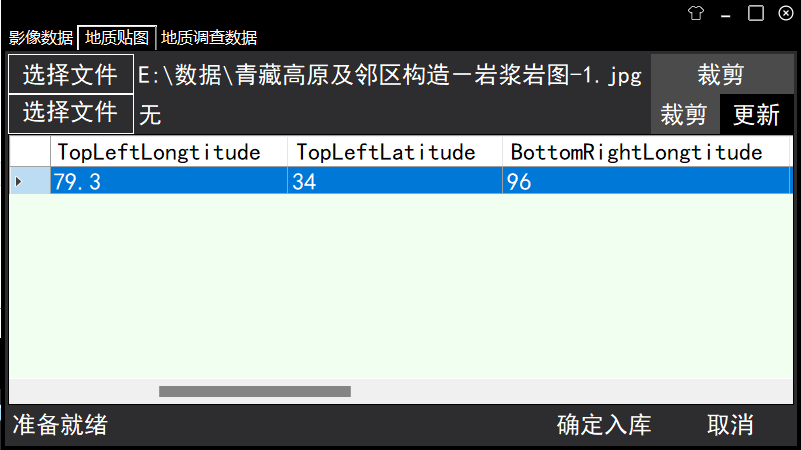 影像数据 地质贴图 地质调查数据
选择文件 E:\数据\青藏高原及邻区构造－岩浆岩图-1.jpg 裁剪
选择文件 无 裁剪 更新
TopLeftLongtitude TopLeftLatitude BottomRightLongtitude
79.3 34 96
准备就绪 确定入库 取消